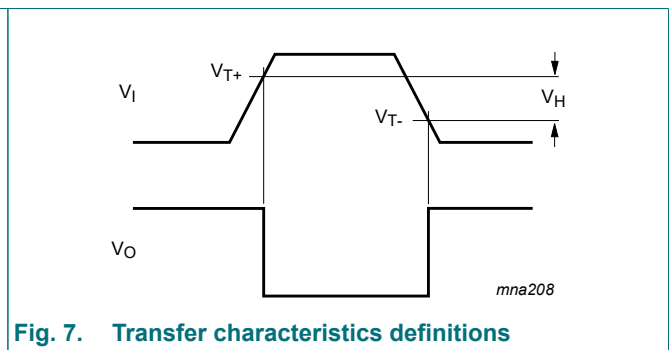 VT+
VI
VH
VT-
VO
mna208
Fig. 7. Transfer characteristics definitions